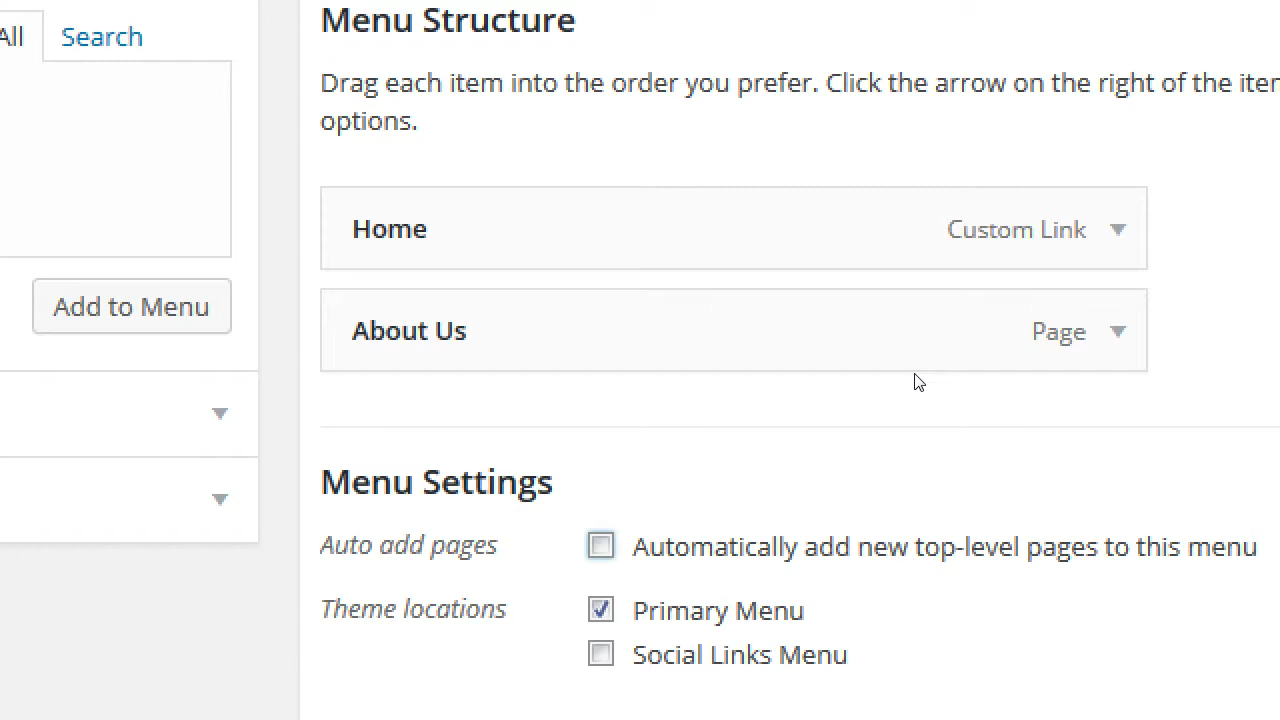 All
Search
Add to Menu
Menu Structure
Drag each item into the order you prefer. Click the arrow on the right of the
options.
Home
Custom Link
About Us
Page
Menu Settings
Auto add pages
Automatically add new top-level pages to this menu
Theme locations
Primary Menu
Social Links Menu